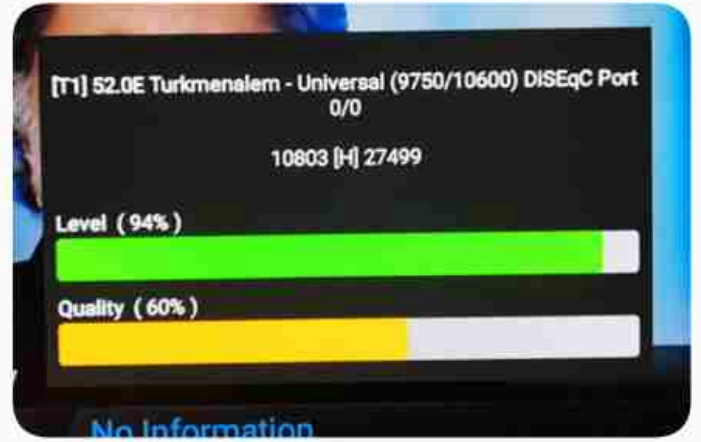 [T1] 52.0E Turkmenalem - Universal (9750/10600) DiSEqC Port
0/0
10803 [H] 27499
Level ( 94% )
Quality ( 60% )
No Information